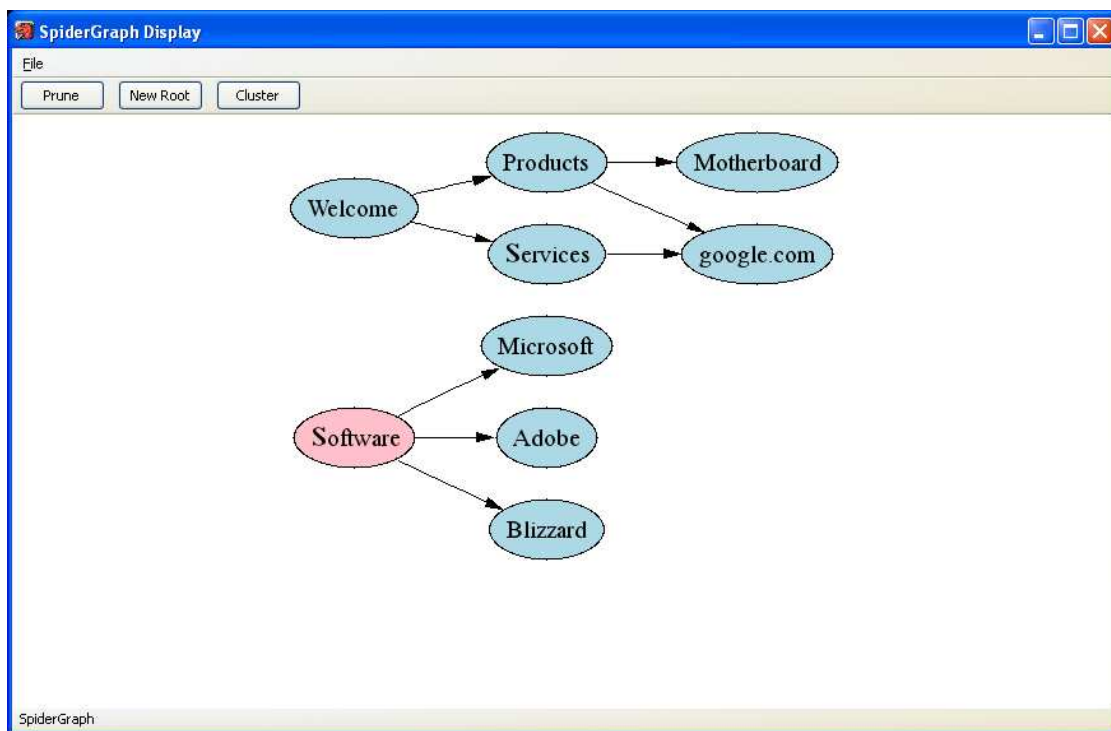 SpiderGraph Display
File
Prune New Root Cluster
Products Motherboard
Welcome
Services google.com
Microsoft
Software Adobe
Blizzard
SpiderGraph